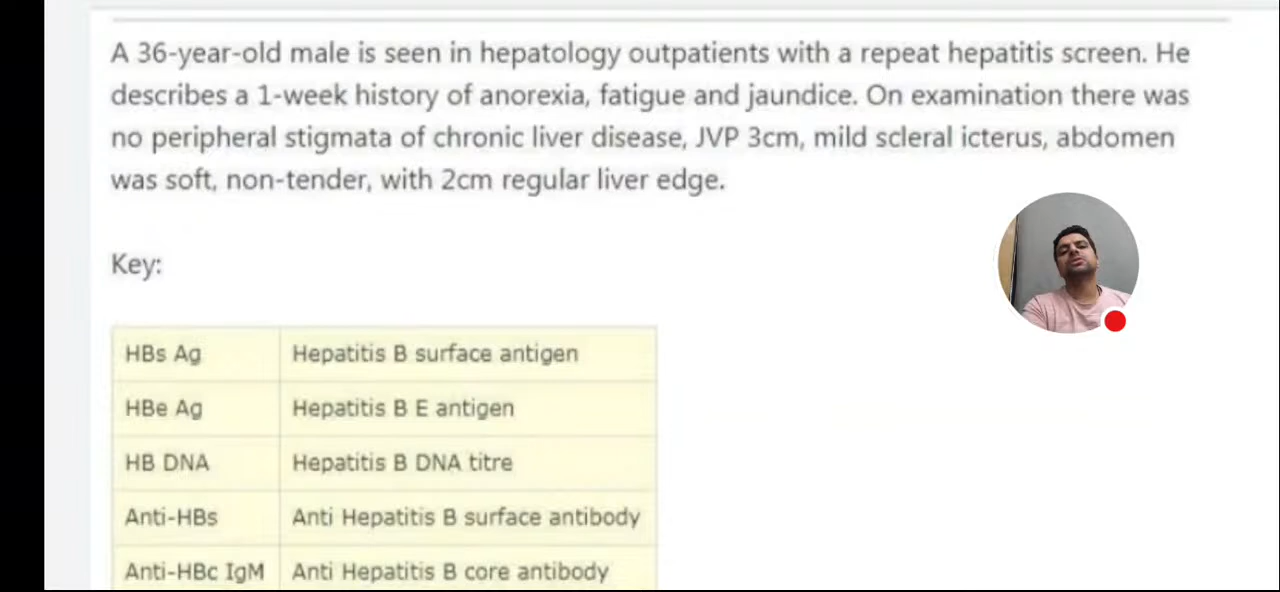 A 36-year-old male is seen in hepatology outpatients with a repeat hepatitis screen. He
describes a 1-week history of anorexia, fatigue and jaundice. On examination there was
no peripheral stigmata of chronic liver disease, JVP 3cm, mild scleral icterus, abdomen
was soft, non-tender, with 2cm regular liver edge.
Key:
HBs Ag Hepatitis B surface antigen
HBe Ag Hepatitis B E antigen
HB DNA Hepatitis B DNA titre
Anti-HBs Anti Hepatitis B surface antibody
Anti-HBc IgM Anti Hepatitis B core antibody